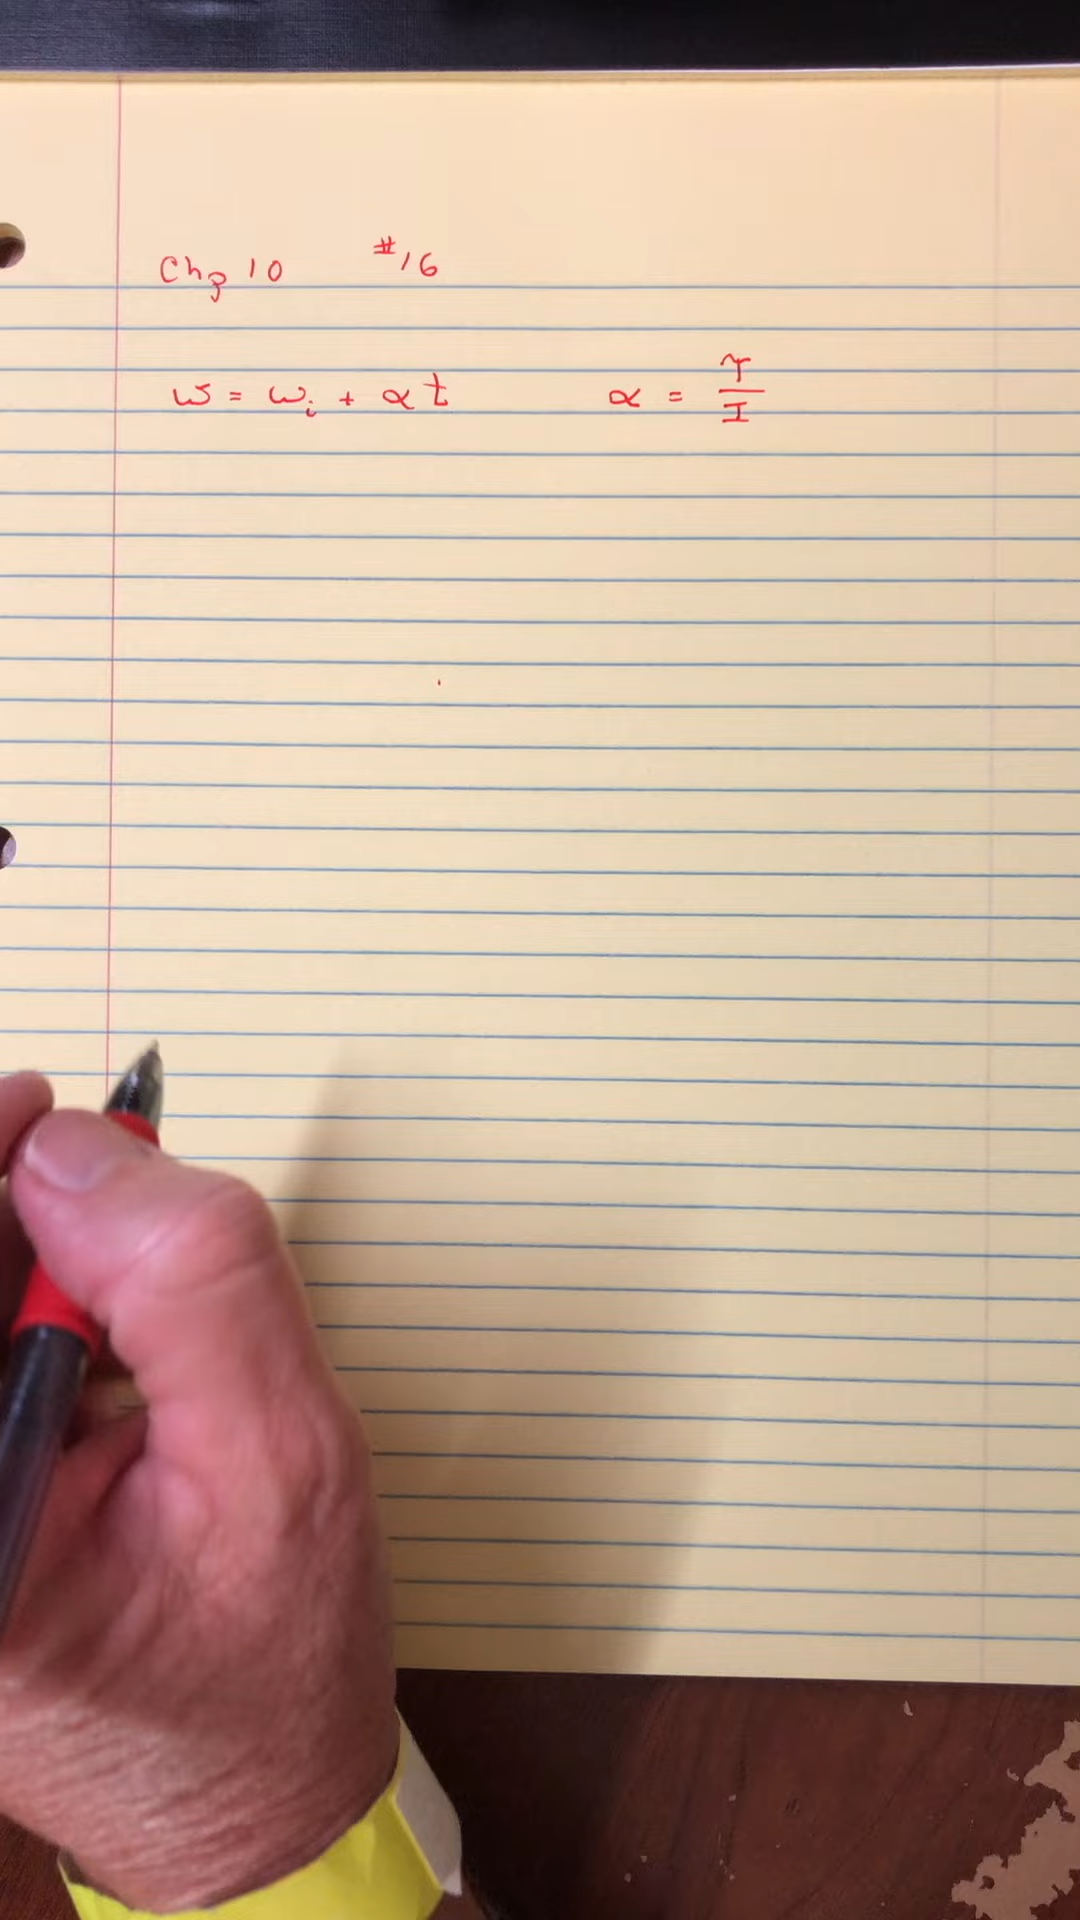 Chp 10 #16
ω = ωᵢ + αt α = τ/I